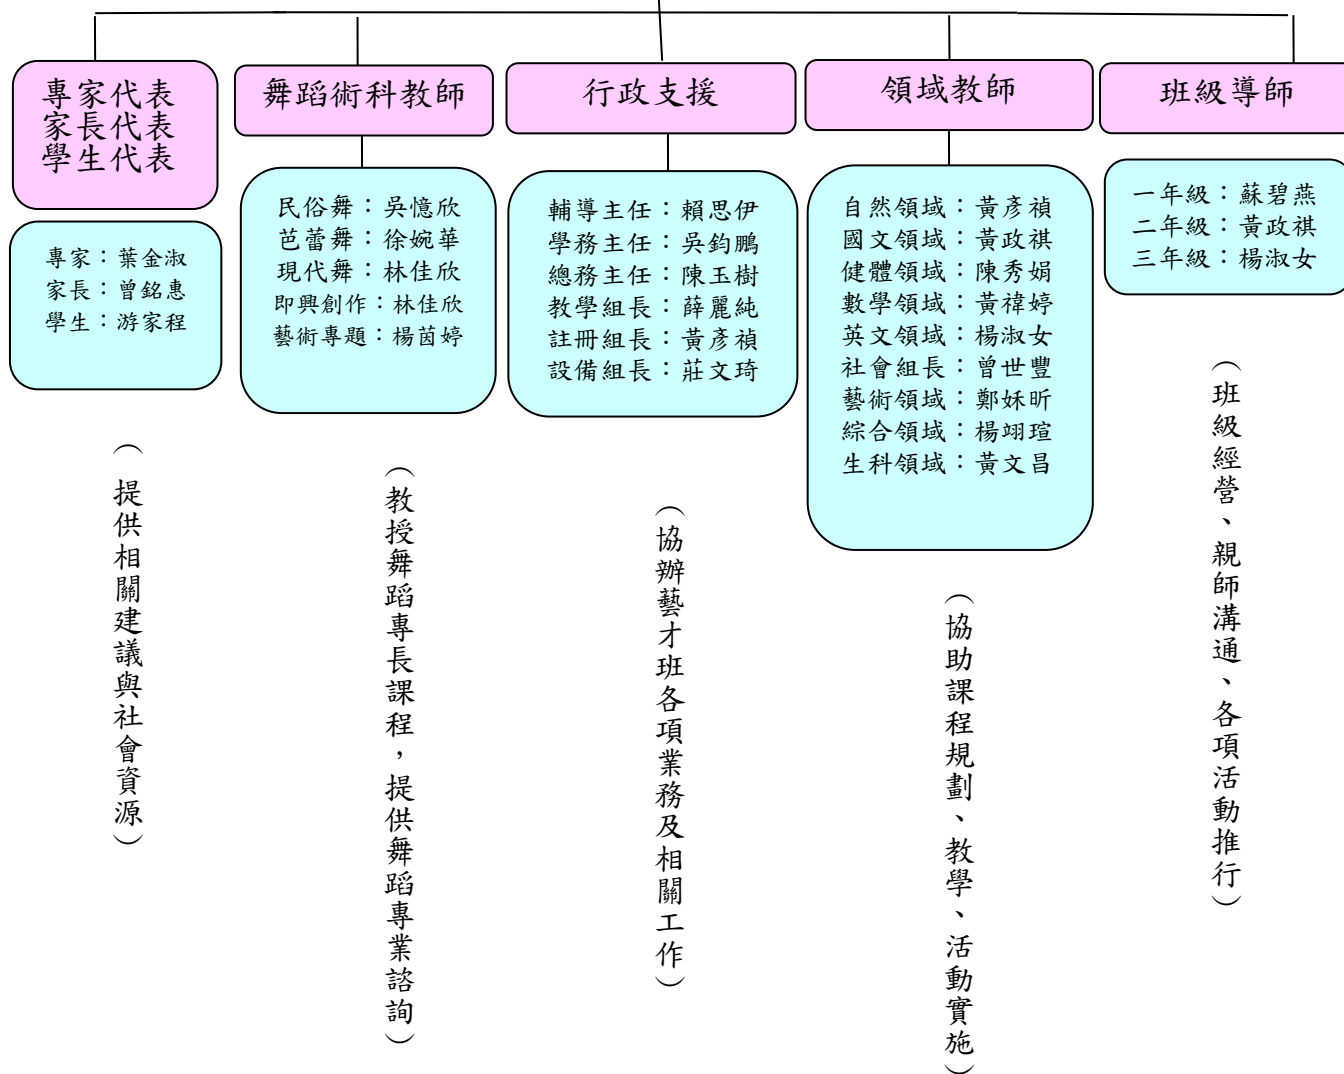 專家代表
家長代表
學生代表
專家：葉金淑
家長：曾銘惠
學生：游家程
（提供相關建議與社會資源）
舞蹈術科教師
民俗舞：吳憶欣
芭蕾舞：徐婉華
現代舞：林佳欣
即興創作：林佳欣
藝術專題：楊茵婷
（教授舞蹈專長課程，提供舞蹈專業諮詢）
行政支援
輔導主任：賴思伊
學務主任：吳鈞鵬
總務主任：陳玉樹
教學組長：薛麗純
註冊組長：黃彥禎
設備組長：莊文琦
（協辦藝才班各項業務及相關工作）
領域教師
自然領域：黃彥禎
國文領域：黃政祺
健體領域：陳秀娟
數學領域：黃褘婷
英文領域：楊淑女
社會組長：曾世豐
藝術領域：鄭妹昕
綜合領域：楊翊瑄
生科領域：黃文昌
（協助課程規劃、教學、活動實施）
班級導師
一年級：蘇碧燕
二年級：黃政祺
三年級：楊淑女
（班級經營、親師溝通、各項活動推行）